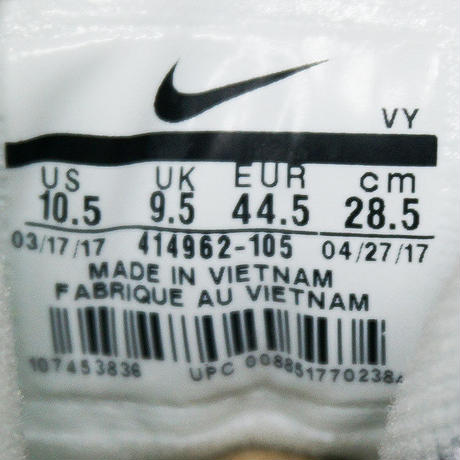 VY
US UK EUR cm
10.5 9.5 44.5 28.5
03/17/17 414962-105 04/27/17
MADE IN VIETNAM
FABRIQUE AU VIETNAM
107453836 UPC